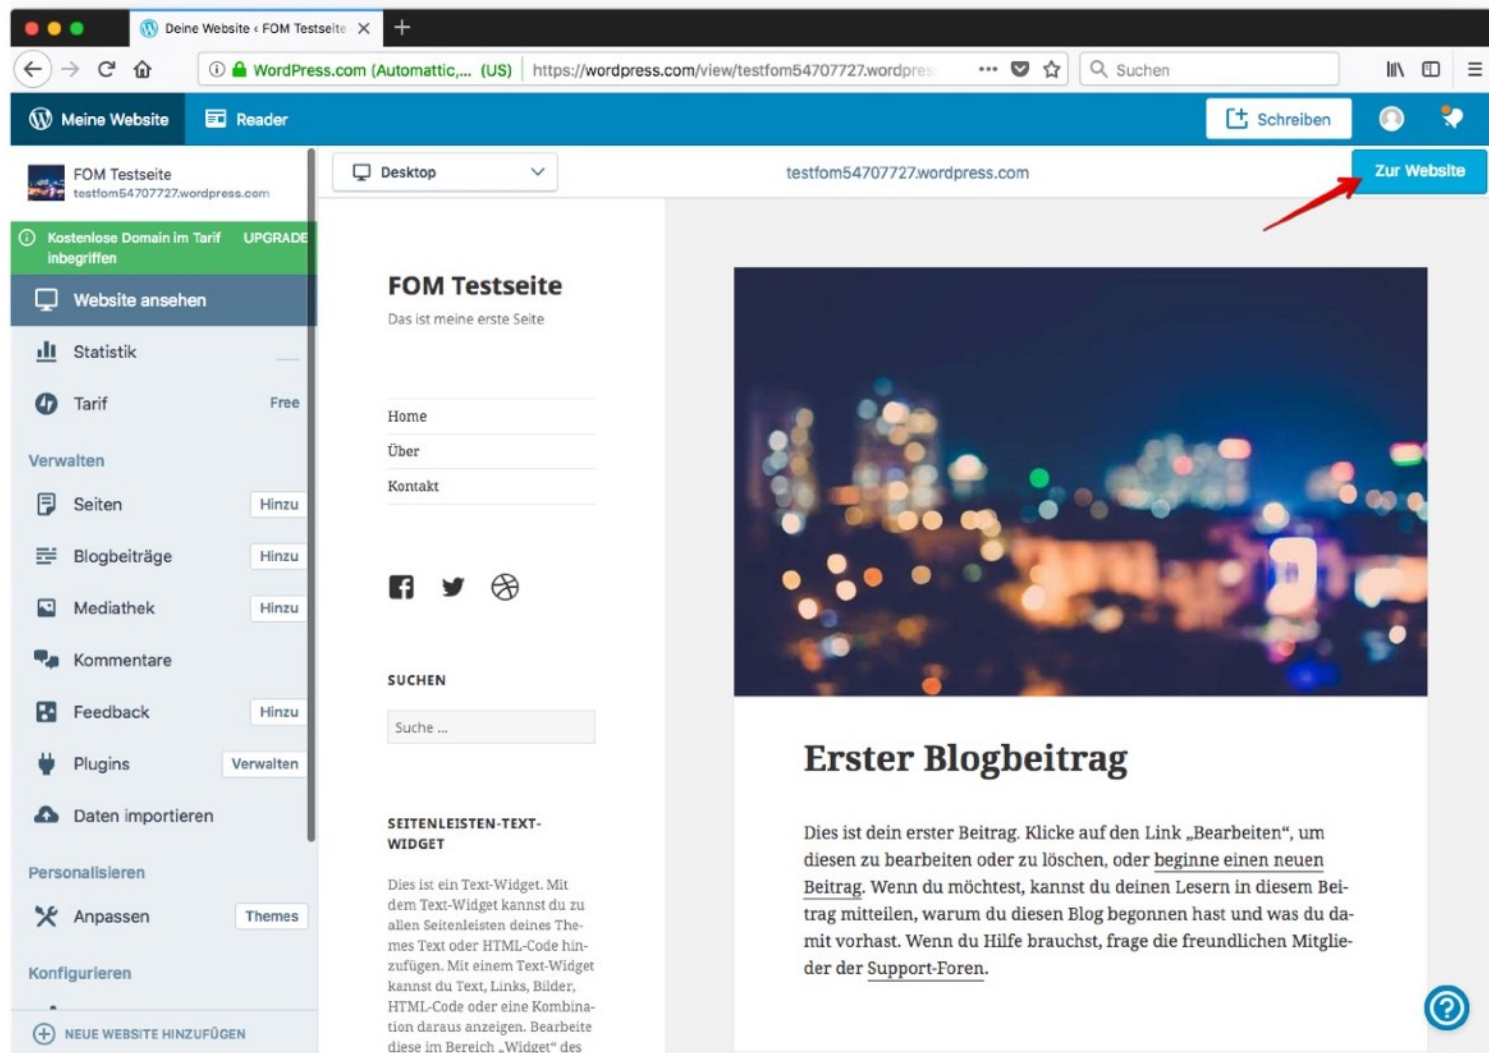 Deine Website ‹ FOM Testseite
WordPress.com (Automattic,... (US)
https://wordpress.com/view/testfom54707727.wordpres
Suchen
Meine Website
Reader
Schreiben
FOM Testseite
testfom54707727.wordpress.com
Desktop
testfom54707727.wordpress.com
Zur Website
Kostenlose Domain im Tarif
inbegriffen
UPGRADE
Website ansehen
Statistik
Tarif Free
Verwalten
Seiten Hinzu
Blogbeiträge Hinzu
Mediathek Hinzu
Kommentare
Feedback Hinzu
Plugins Verwalten
Daten importieren
Personalisieren
Anpassen Themes
Konfigurieren
NEUE WEBSITE HINZUFÜGEN
FOM Testseite
Das ist meine erste Seite
Home
Über
Kontakt
SUCHEN
Suche ...
SEITENLEISTEN-TEXT-
WIDGET
Dies ist ein Text-Widget. Mit
dem Text-Widget kannst du zu
allen Seitenleisten deines The-
mes Text oder HTML-Code hin-
zufügen. Mit einem Text-Widget
kannst du Text, Links, Bilder,
HTML-Code oder eine Kombina-
tion daraus anzeigen. Bearbeite
diese im Bereich „Widget“ des
Erster Blogbeitrag
Dies ist dein erster Beitrag. Klicke auf den Link „Bearbeiten“, um
diesen zu bearbeiten oder zu löschen, oder beginne einen neuen
Beitrag. Wenn du möchtest, kannst du deinen Lesern in diesem Bei-
trag mitteilen, warum du diesen Blog begonnen hast und was du da-
mit vorhast. Wenn du Hilfe brauchst, frage die freundlichen Mitglie-
der der Support-Foren.